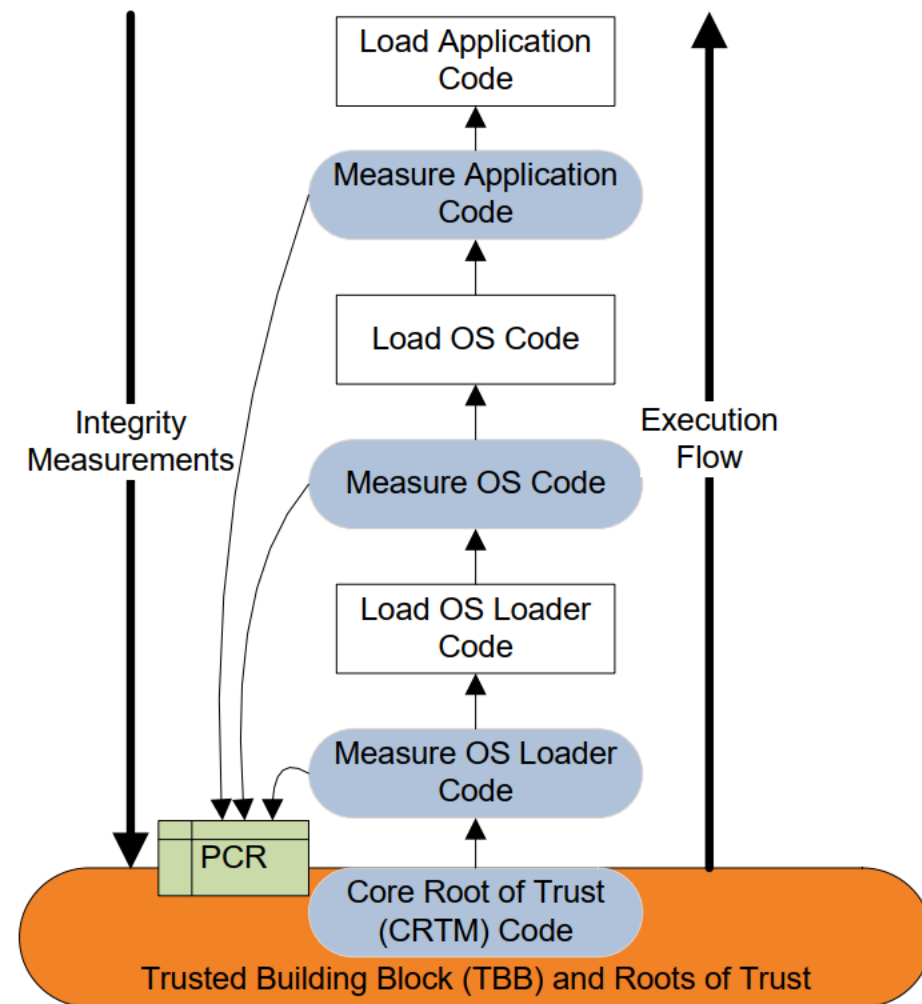 Load Application
Code
Measure Application
Code
Load OS Code
Integrity
Measurements
Execution
Flow
Measure OS Code
Load OS Loader
Code
Measure OS Loader
Code
PCR
Core Root of Trust
(CRTM) Code
Trusted Building Block (TBB) and Roots of Trust